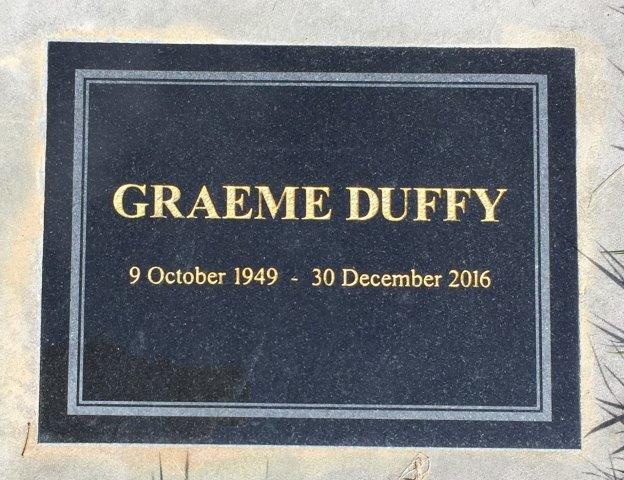 GRAEME DUFFY
9 October 1949 - 30 December 2016